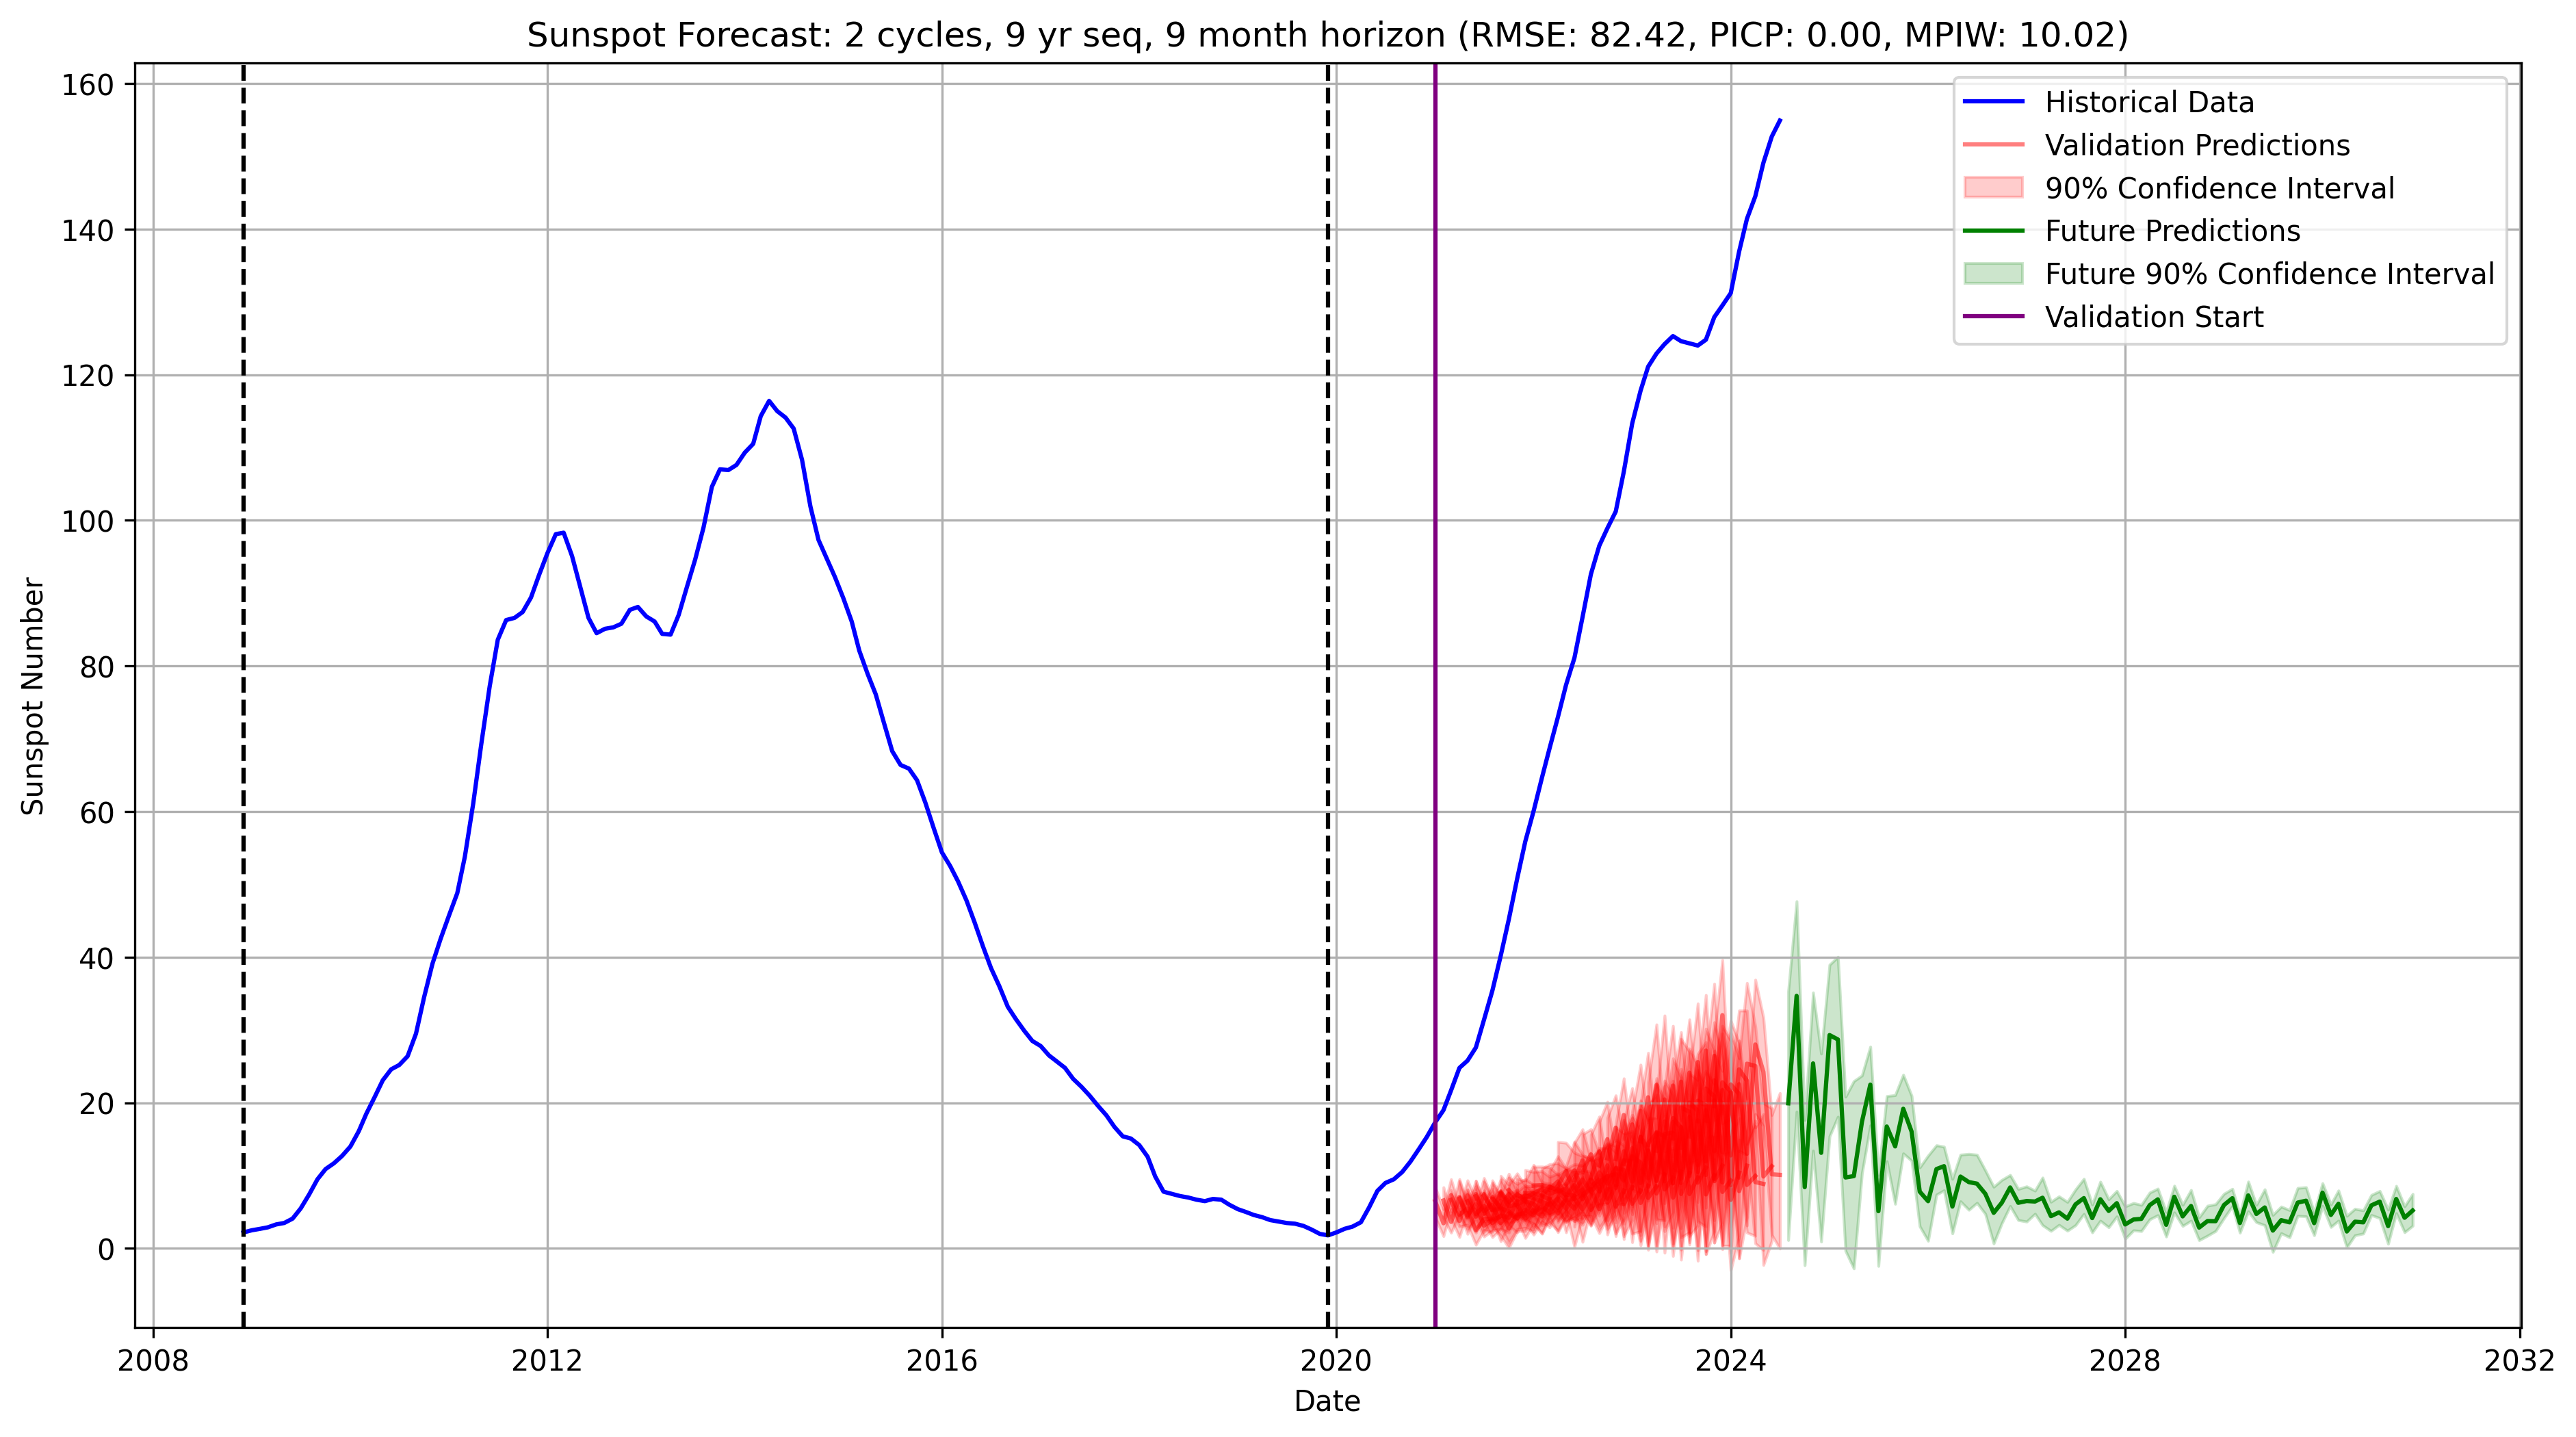 Sunspot Forecast: 2 cycles, 9 yr seq, 9 month horizon (RMSE: 82.42, PICP: 0.00, MPIW: 10.02)
Historical Data
Validation Predictions
90% Confidence Interval
Future Predictions
Future 90% Confidence Interval
Validation Start
Sunspot Number
160
140
120
100
80
60
40
20
0
2008 2012 2016 2020 2024 2028 2032
Date